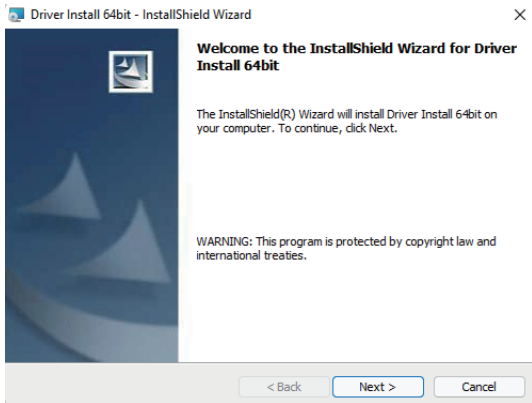 Driver Install 64bit - InstallShield Wizard
Welcome to the InstallShield Wizard for Driver
Install 64bit
The InstallShield(R) Wizard will install Driver Install 64bit on
your computer. To continue, click Next.
WARNING: This program is protected by copyright law and
international treaties.
< Back
Next >
Cancel